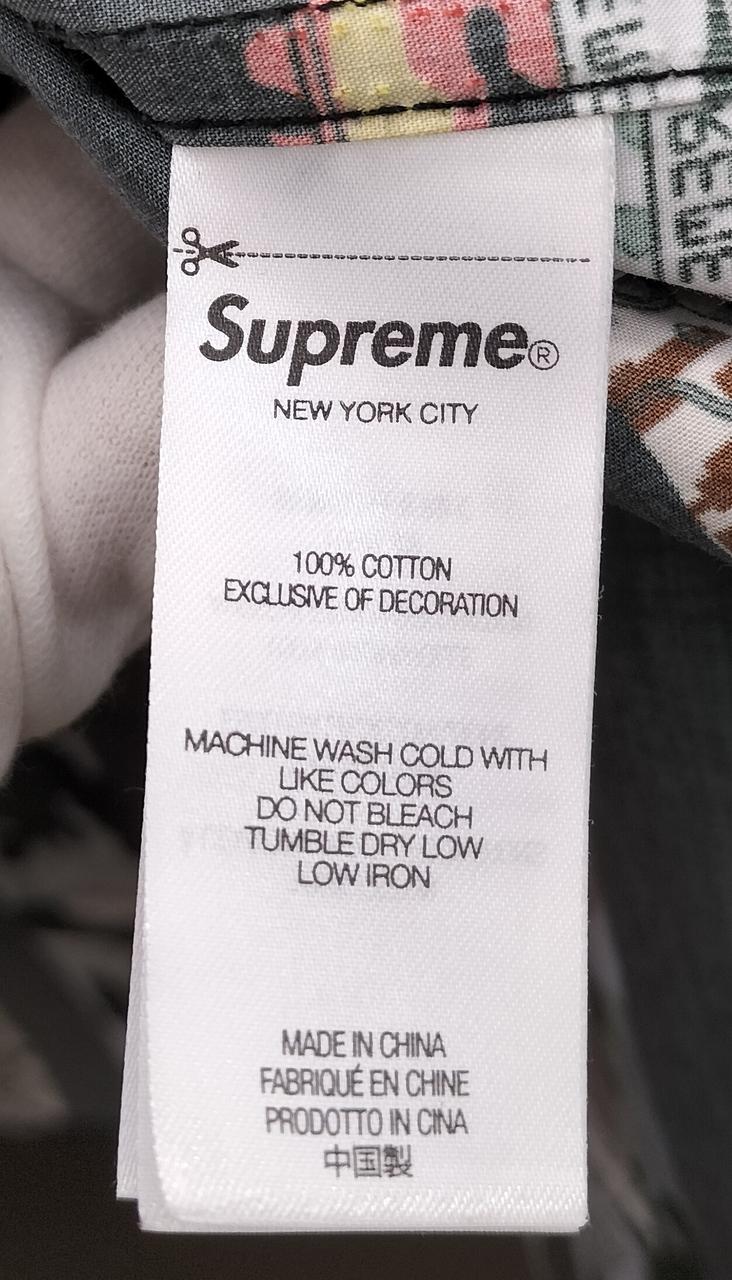 Supreme®
NEW YORK CITY
100% COTTON
EXCLUSIVE OF DECORATION
MACHINE WASH COLD WITH
LIKE COLORS
DO NOT BLEACH
TUMBLE DRY LOW
LOW IRON
MADE IN CHINA
FABRIQUÉ EN CHINE
PRODOTTO IN CINA
中国製